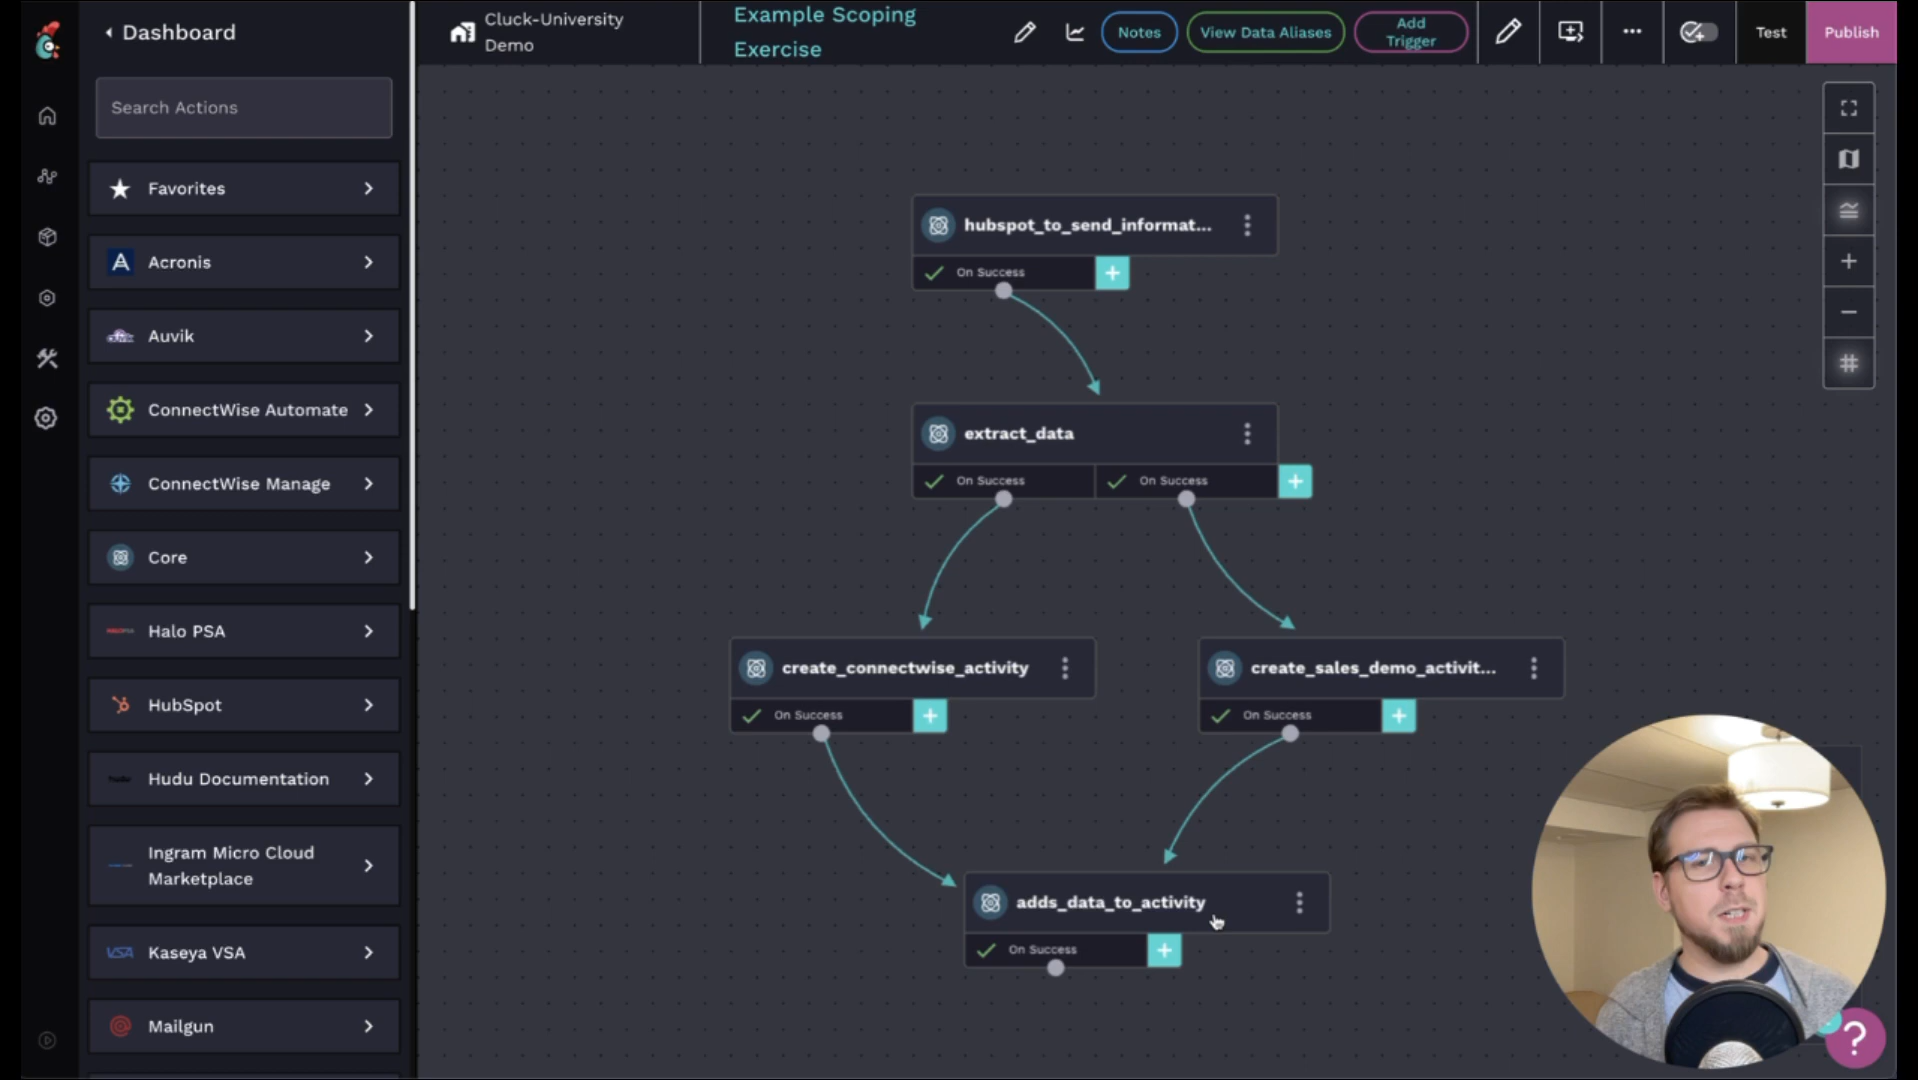 Dashboard
Cluck-University
Demo
Example Scoping
Exercise
Notes
View Data Aliases
Add
Trigger
Test
Publish
Search Actions
Favorites
Acronis
Auvik
ConnectWise Automate
ConnectWise Manage
Core
Halo PSA
HubSpot
Hudu Documentation
Ingram Micro Cloud
Marketplace
VSA Kaseya VSA
Mailgun
hubspot_to_send_informat...
On Success
extract_data
On Success
On Success
create_connectwise_activity
On Success
create_sales_demo_activit...
On Success
adds_data_to_activity
On Success
?